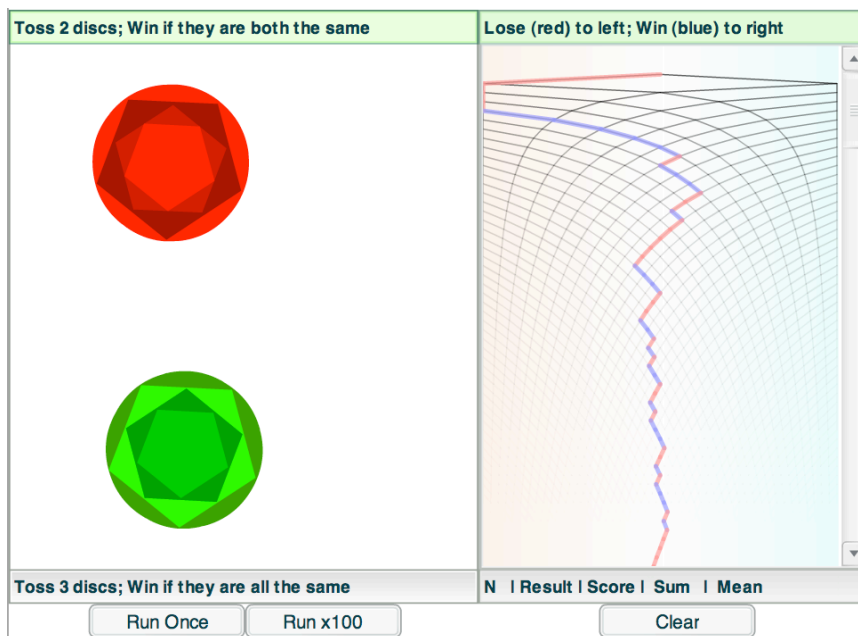 Toss 2 discs; Win if they are both the same
Lose (red) to left; Win (blue) to right
Toss 3 discs; Win if they are all the same
N | Result | Score | Sum | Mean
Run Once
Run x100
Clear